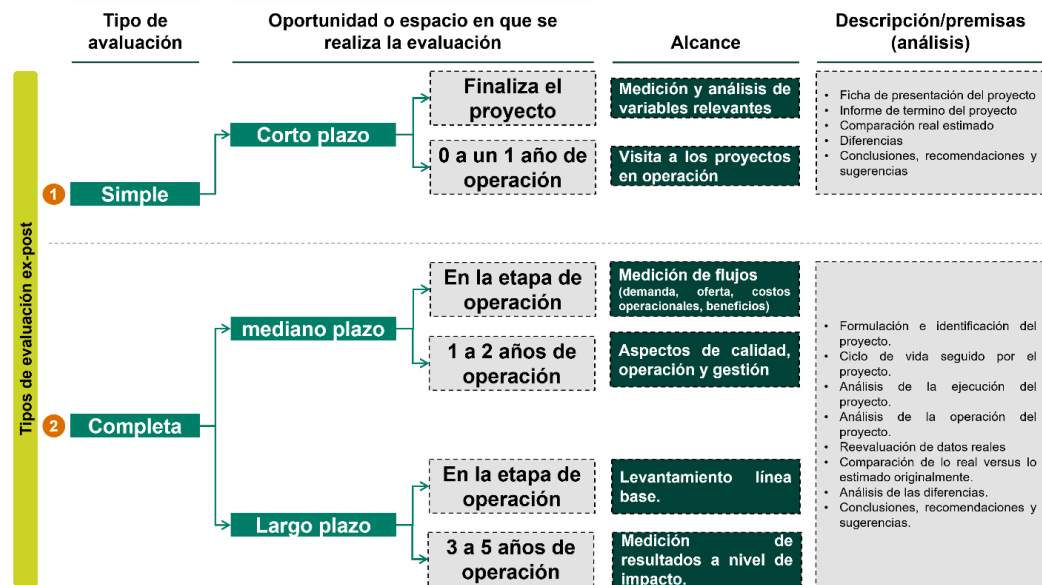 Tipo de
avaluación
Oportunidad o espacio en que se
realiza la evaluación
Alcance
Descripción/premisas
(análisis)
Tipos de evaluación ex-post
1
Simple
Corto plazo
Finaliza el
proyecto
Medición y análisis de
variables relevantes
0 a un 1 año de
operación
Visita a los proyectos
en operación
• Ficha de presentación del proyecto
• Informe de termino del proyecto
• Comparación real estimado
• Diferencias
• Conclusiones, recomendaciones y
sugerencias
2
Completa
mediano plazo
En la etapa de
operación
Medición de flujos
(demanda, oferta, costos
operacionales, beneficios)
1 a 2 años de
operación
Aspectos de calidad,
operación y gestión
Largo plazo
En la etapa de
operación
Levantamiento línea
base.
3 a 5 años de
operación
Medición de
resultados a nivel de
impacto.
• Formulación e identificación del
proyecto.
• Ciclo de vida seguido por el
proyecto.
• Análisis de la ejecución del
proyecto.
• Análisis de la operación del
proyecto.
• Reevaluación de datos reales
• Comparación de lo real versus lo
estimado originalmente.
• Análisis de las diferencias.
• Conclusiones, recomendaciones y
sugerencias.